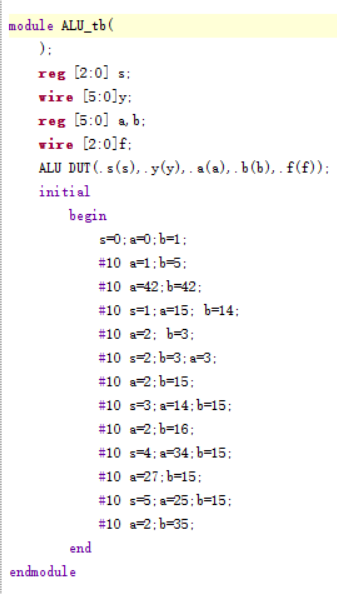 module ALU_tb(
);
reg [2:0] s;
wire [5:0]y;
reg [5:0] a,b;
wire [2:0]f;
ALU DUT(.s(s),.y(y),.a(a),.b(b),.f(f));
initial
begin
s=0;a=0;b=1;
#10 a=1;b=5;
#10 a=42;b=42;
#10 s=1;a=15; b=14;
#10 a=2; b=3;
#10 s=2;b=3;a=3;
#10 a=2;b=15;
#10 s=3;a=14;b=15;
#10 a=2;b=16;
#10 s=4;a=34;b=15;
#10 a=27;b=15;
#10 s=5;a=25;b=15;
#10 a=2;b=35;
end
endmodule